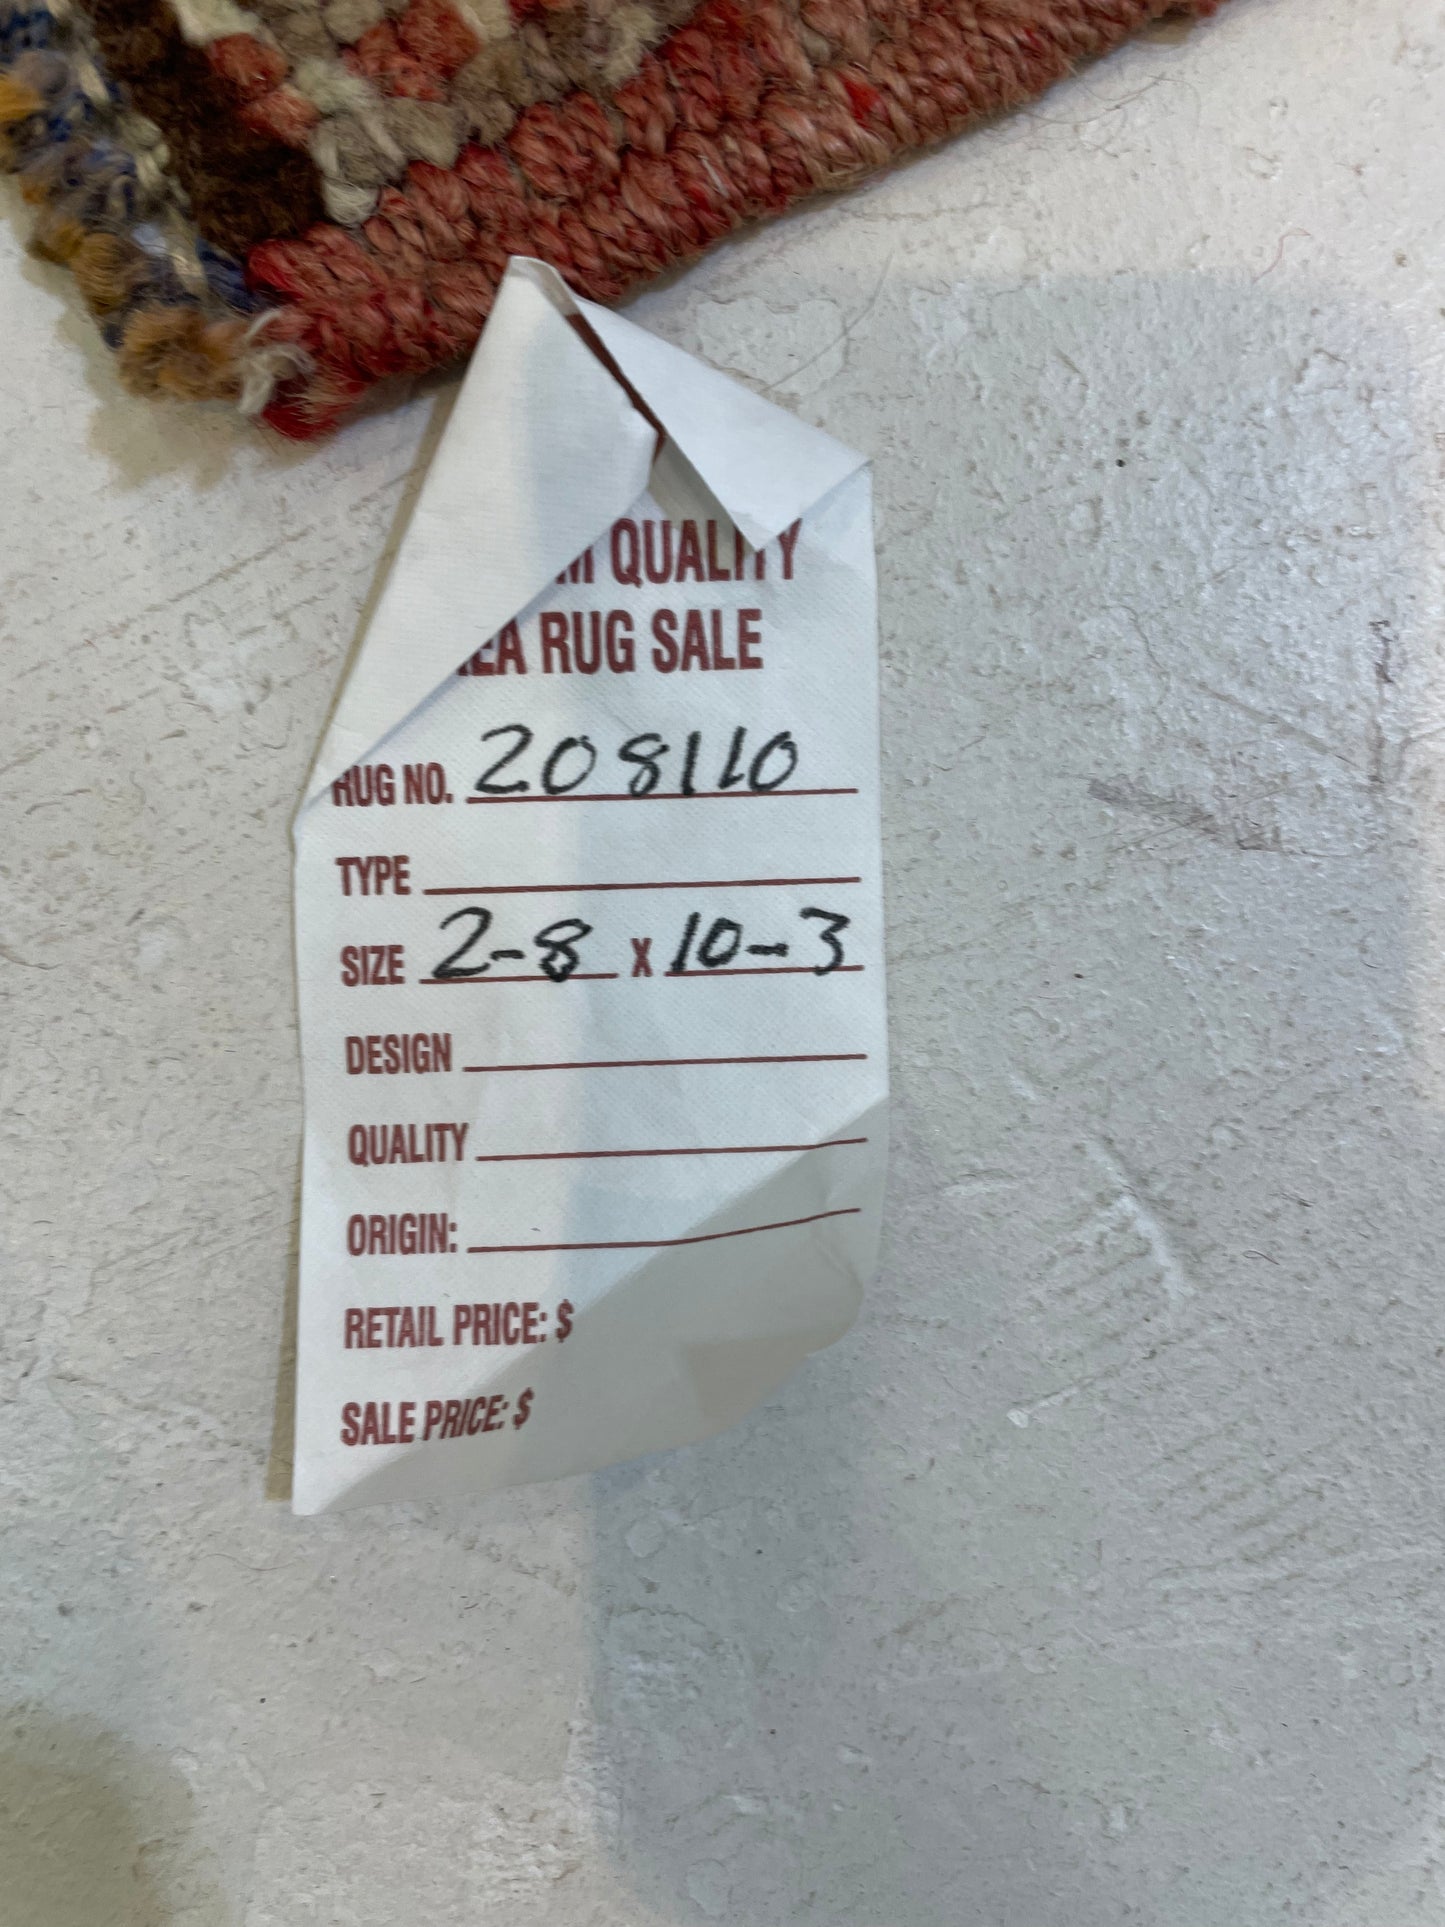 QUALITY
RUG SALE
RUG NO. 208110
TYPE
SIZE 2-8 x 10-3
DESIGN
QUALITY
ORIGIN:
RETAIL PRICE: $
SALE PRICE: $